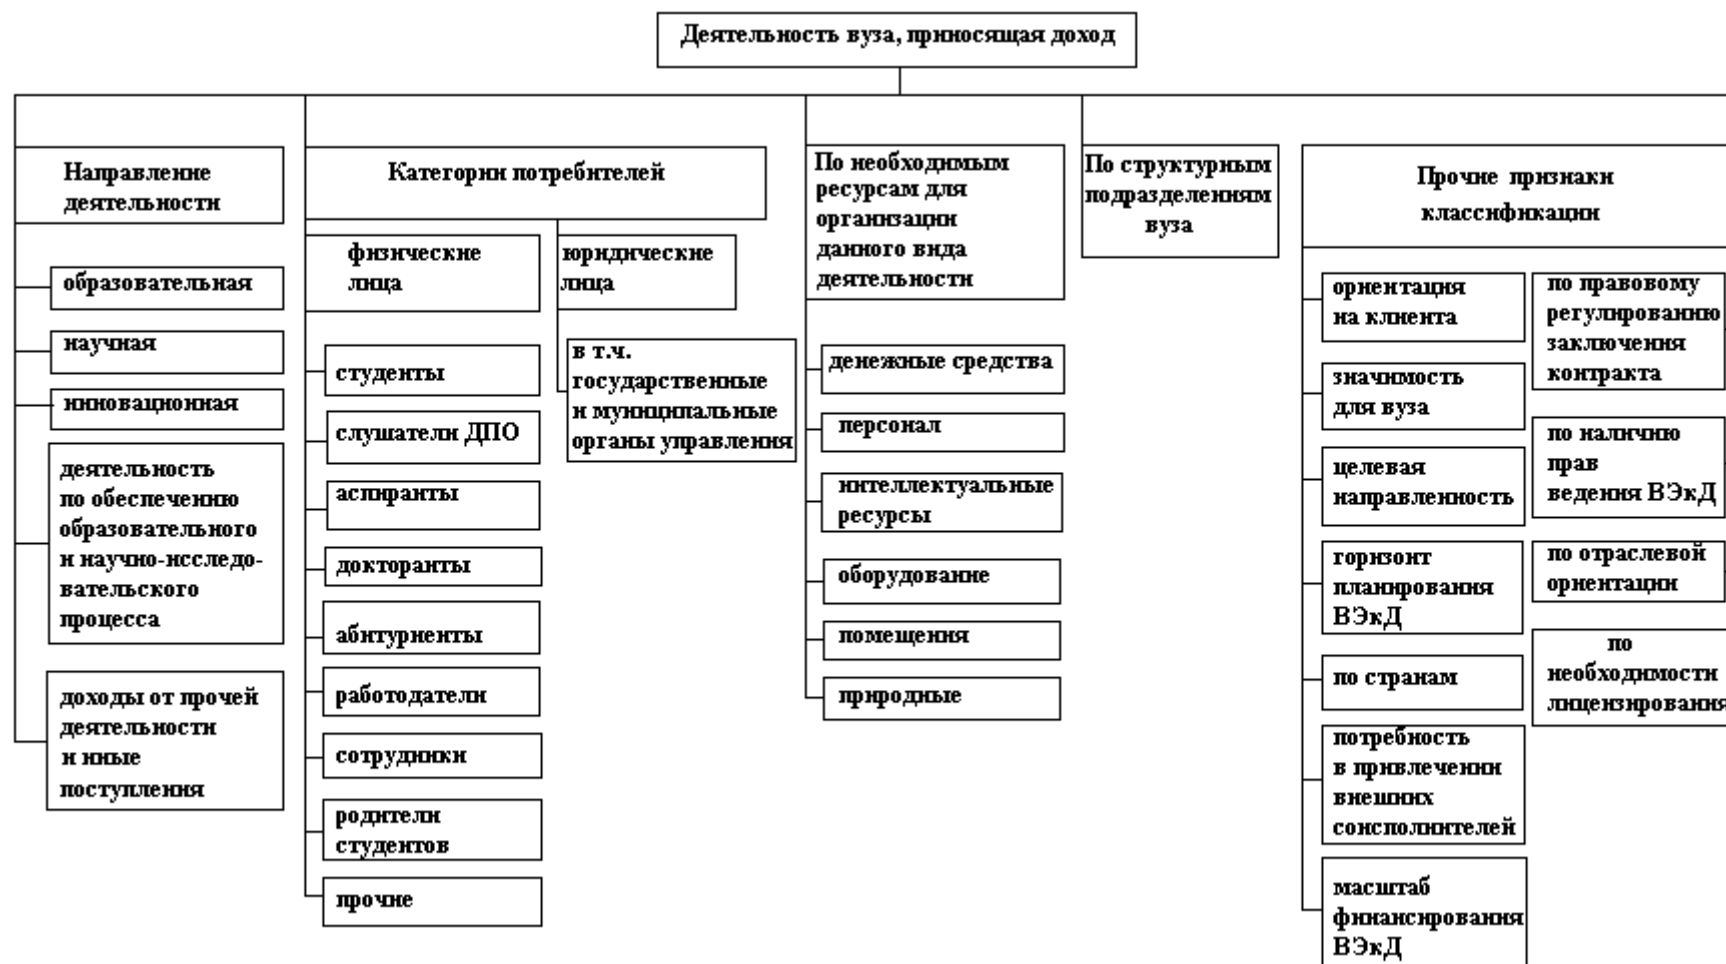 Деятельность вуза, приносящая доход
Направление
деятельности
образовательная
научная
инновационная
деятельность
по обеспечению
образовательного
и научно-исследо-
вательского
процесса
доходы от прочей
деятельности
и иные
поступления
Категории потребителей
физические
лица
студенты
слушатели ДПО
аспиранты
докторанты
абитуриенты
работодатели
сотрудники
родители
студентов
прочие
юридические
лица
в т.ч.
государственные
и муниципальные
органы управления
По необходимым
ресурсам для
организации
данного вида
деятельности
денежные средства
персонал
интеллектуальные
ресурсы
оборудование
помещения
природные
По структурным
подразделениям
вуза
Прочие признаки
классификации
ориентация
на клиента
значимость
для вуза
целевая
направленность
горизонт
планирования
ВЭкД
по странам
потребность
в привлечении
внешних
соисполнителей
масштаб
финансирования
ВЭкД
по правовому
регулированию
заключения
контракта
по наличию
прав
ведения ВЭкД
по отраслевой
ориентации
по
необходимости
лицензирования